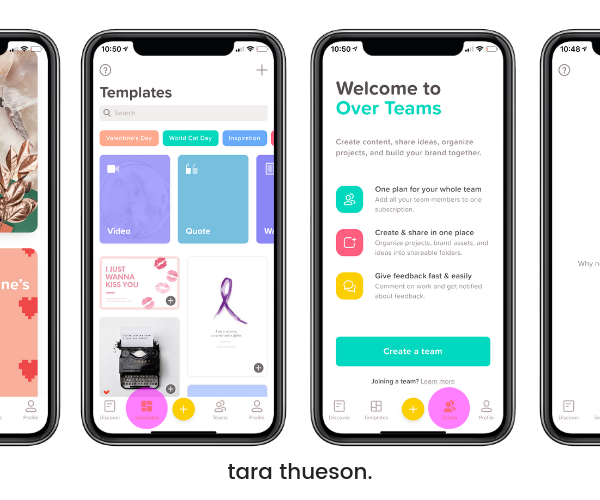 ne's
Profile
10:50
Templates
Search
Valentine's Day
World Cat Day
Inspiration
Video
Quote
I JUST
WANNA
KISS YOU
Discover
Templates
Teams
Profile
10:50
Welcome to
Over Teams
Create content, share ideas, organize
projects, and build your brand together.
One plan for your whole team
Add all your team members to one
subscription.
Create & share in one place
Organize projects, brand assets, and
ideas into shareable folders.
Give feedback fast & easily
Comment on work and get notified
about feedback.
Create a team
Joining a team? Learn more
Discover
Templates
Teams
Profile
10:48
Why n
Discover
tara thueson.